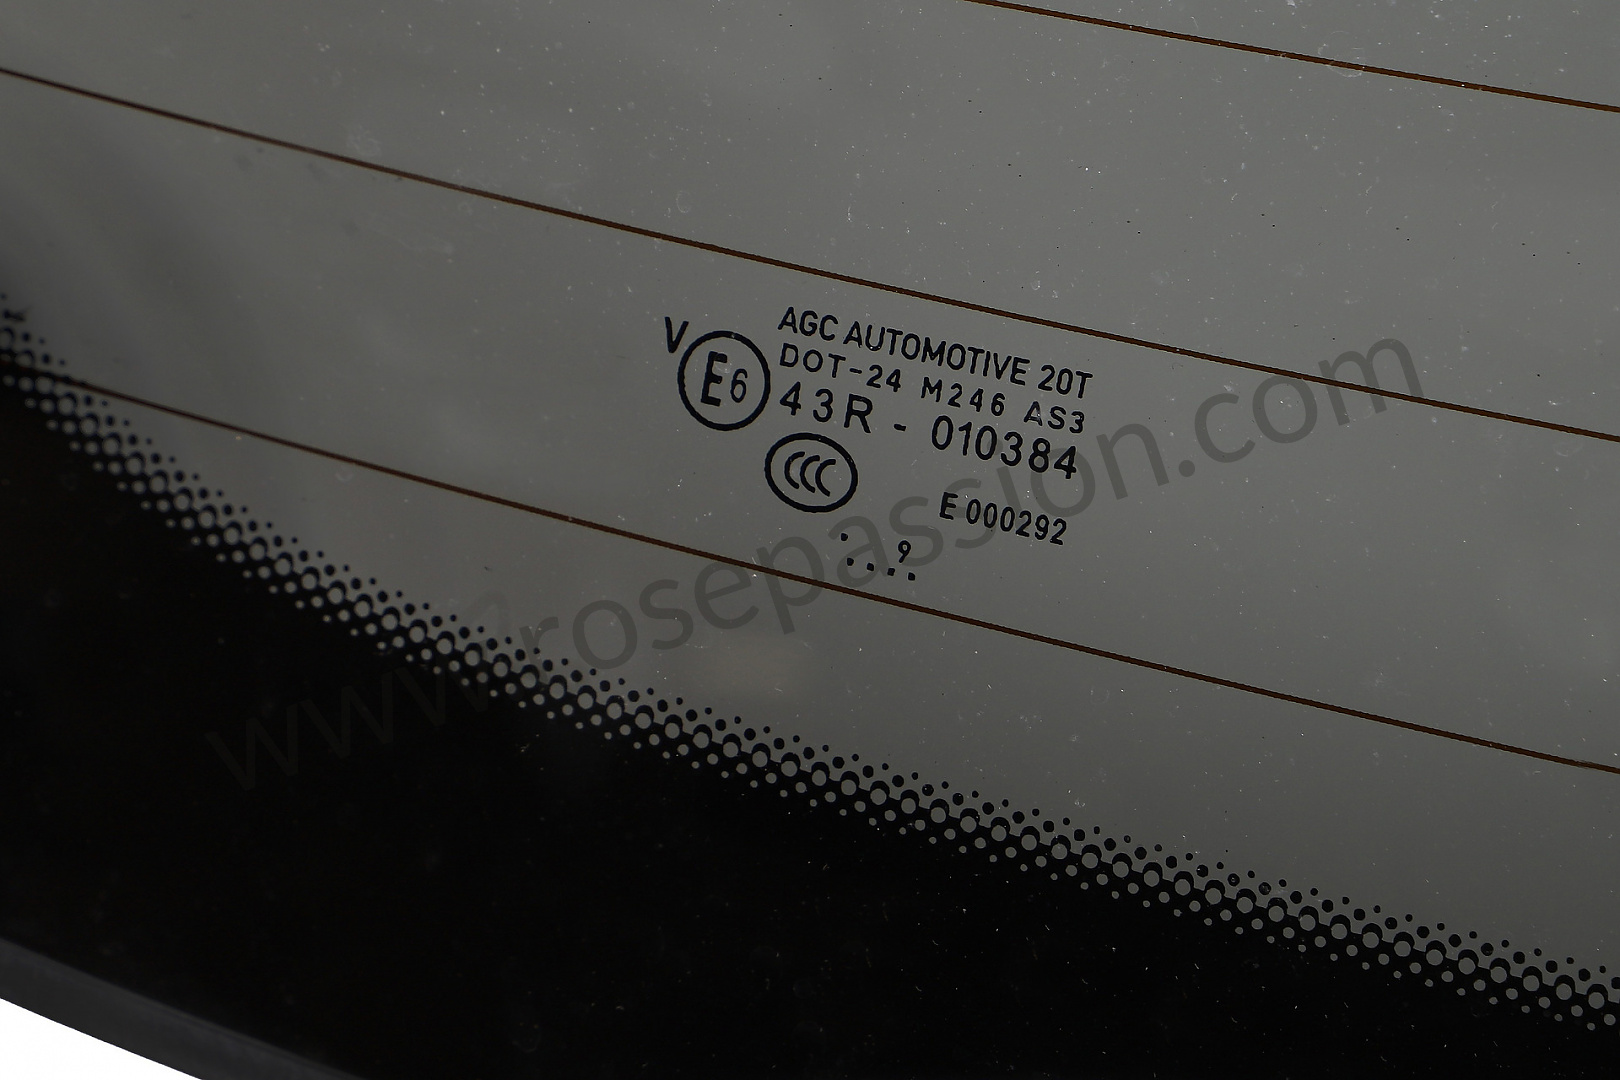 AGC AUTOMOTIVE 20T
V
DOT-24 M246 AS3
E6
43R - 010384
CCC
E 000292
9
www.rosepassion.com